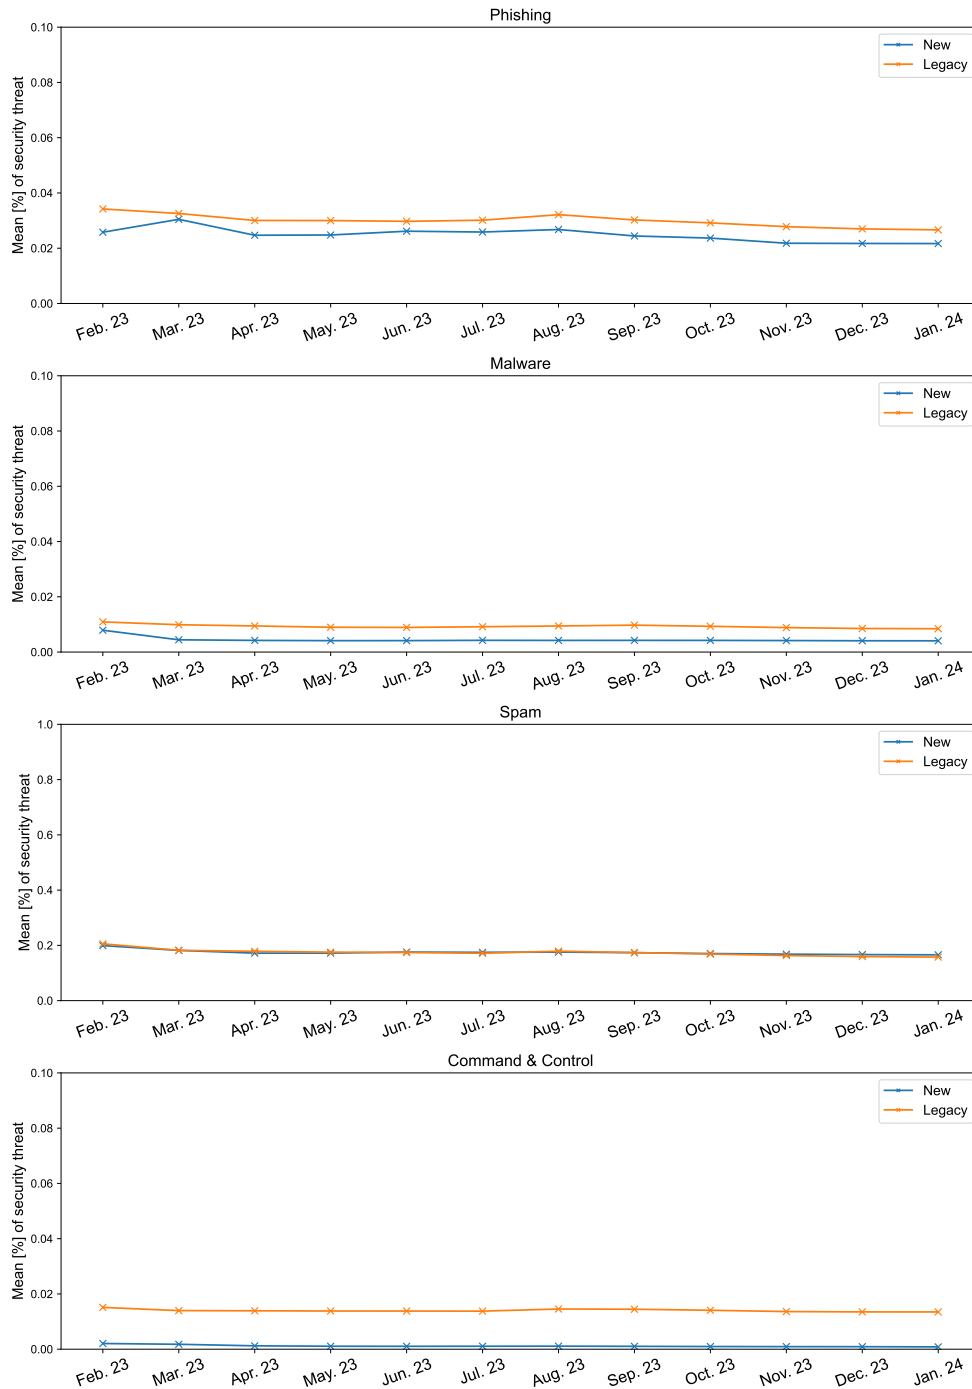 Phishing
Mean [%] of security threat
0.10
0.08
0.06
0.04
0.02
0.00
New
Legacy
Feb. 23 Mar. 23 Apr. 23 May. 23 Jun. 23 Jul. 23 Aug. 23 Sep. 23 Oct. 23 Nov. 23 Dec. 23 Jan. 24
Malware
Mean [%] of security threat
0.10
0.08
0.06
0.04
0.02
0.00
New
Legacy
Feb. 23 Mar. 23 Apr. 23 May. 23 Jun. 23 Jul. 23 Aug. 23 Sep. 23 Oct. 23 Nov. 23 Dec. 23 Jan. 24
Spam
Mean [%] of security threat
1.0
0.8
0.6
0.4
0.2
0.0
New
Legacy
Feb. 23 Mar. 23 Apr. 23 May. 23 Jun. 23 Jul. 23 Aug. 23 Sep. 23 Oct. 23 Nov. 23 Dec. 23 Jan. 24
Command & Control
Mean [%] of security threat
0.10
0.08
0.06
0.04
0.02
0.00
New
Legacy
Feb. 23 Mar. 23 Apr. 23 May. 23 Jun. 23 Jul. 23 Aug. 23 Sep. 23 Oct. 23 Nov. 23 Dec. 23 Jan. 24